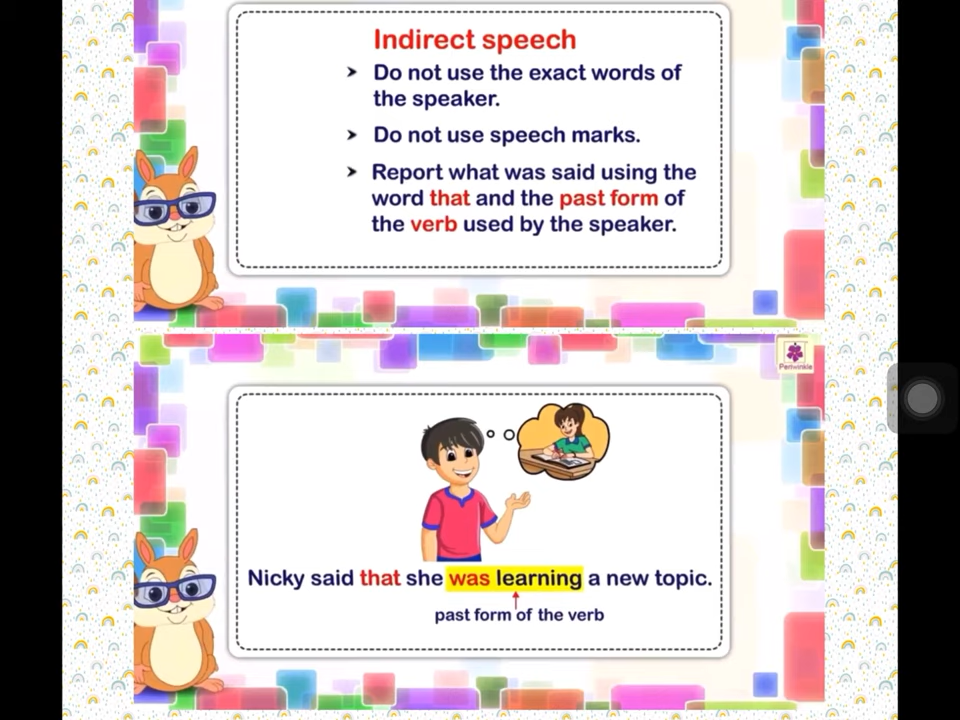 Indirect speech
➤ Do not use the exact words of
the speaker.
➤ Do not use speech marks.
➤ Report what was said using the
word that and the past form of
the verb used by the speaker.
Periwinkle
Nicky said that she was learning a new topic.
past form of the verb